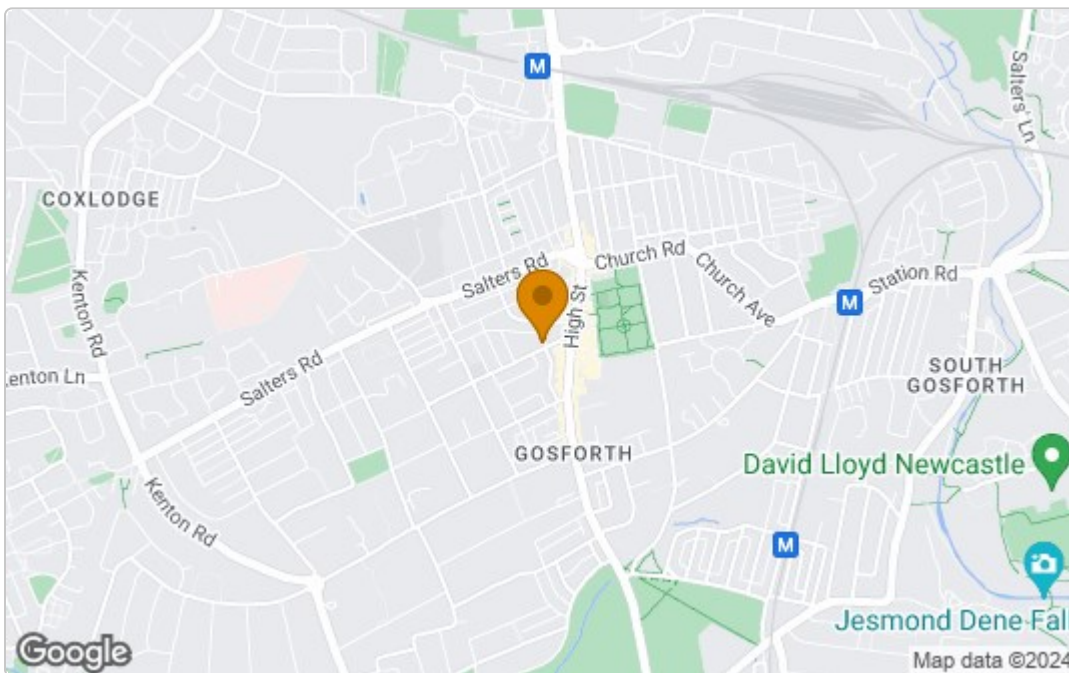 M
Salters' Ln
COXLODGE
Salters Rd
Church Rd
Church Ave
Station Rd
M
High St
Kenton Rd
Kenton Ln
Salters Rd
SOUTH
GOSFORTH
GOSFORTH
David Lloyd Newcastle
Kenton Rd
M
Jesmond Dene Fall
Google
Map data ©2024